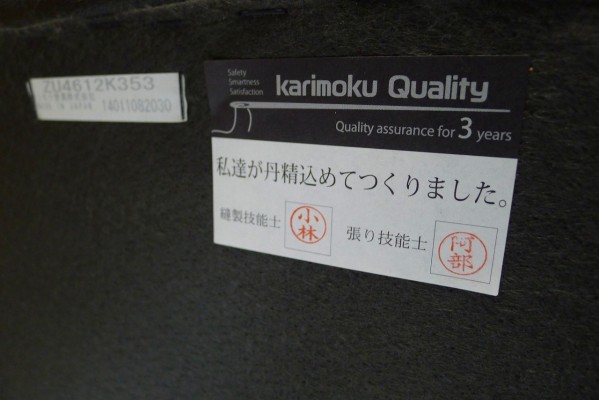 ZU4612K353
MADE IN JAPAN 14011082030
Safety
Smartness
Satisfaction
karimoku Quality
Quality assurance for 3 years
私達が丹精込めてつくりました。
縫製技能士 小林 張り技能士 阿部